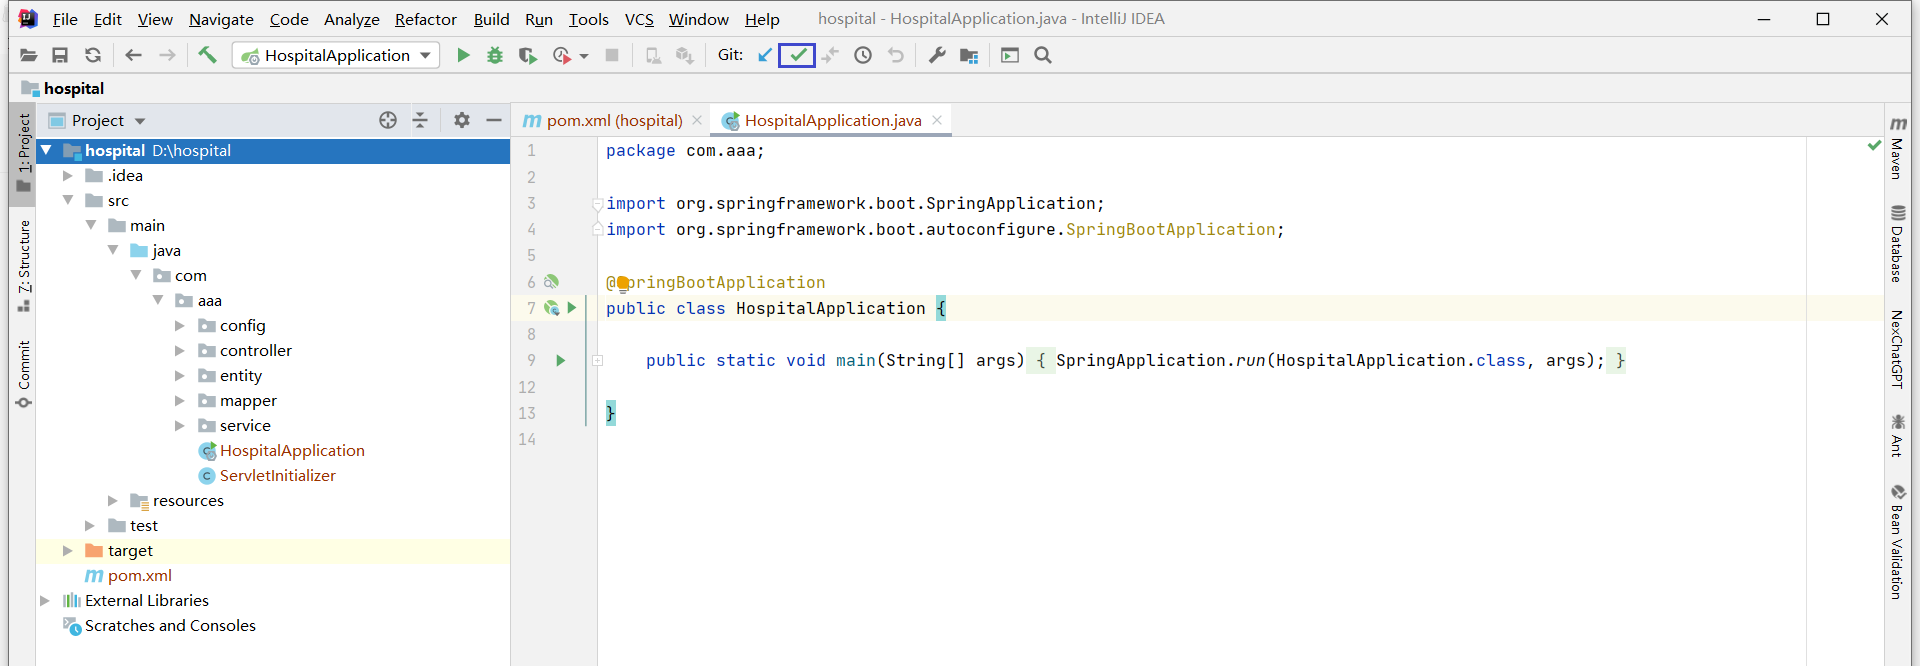 File Edit View Navigate Code Analyze Refactor Build Run Tools VCS Window Help hospital - HospitalApplication.java - IntelliJ IDEA
HospitalApplication Git:
hospital
1: Project
Z: Structure
Commit
Project
hospital D:\hospital
.idea
src
main
java
com
aaa
config
controller
entity
mapper
service
HospitalApplication
ServletInitializer
resources
test
target
pom.xml
External Libraries
Scratches and Consoles
pom.xml (hospital) HospitalApplication.java
1 package com.aaa;
2
3 import org.springframework.boot.SpringApplication;
4 import org.springframework.boot.autoconfigure.SpringBootApplication;
5
6 @SpringBootApplication
7 public class HospitalApplication {
8
9 public static void main(String[] args) { SpringApplication.run(HospitalApplication.class, args); }
12
13 }
14
Maven
Database
NexChatGPT
Ant
Bean Validation